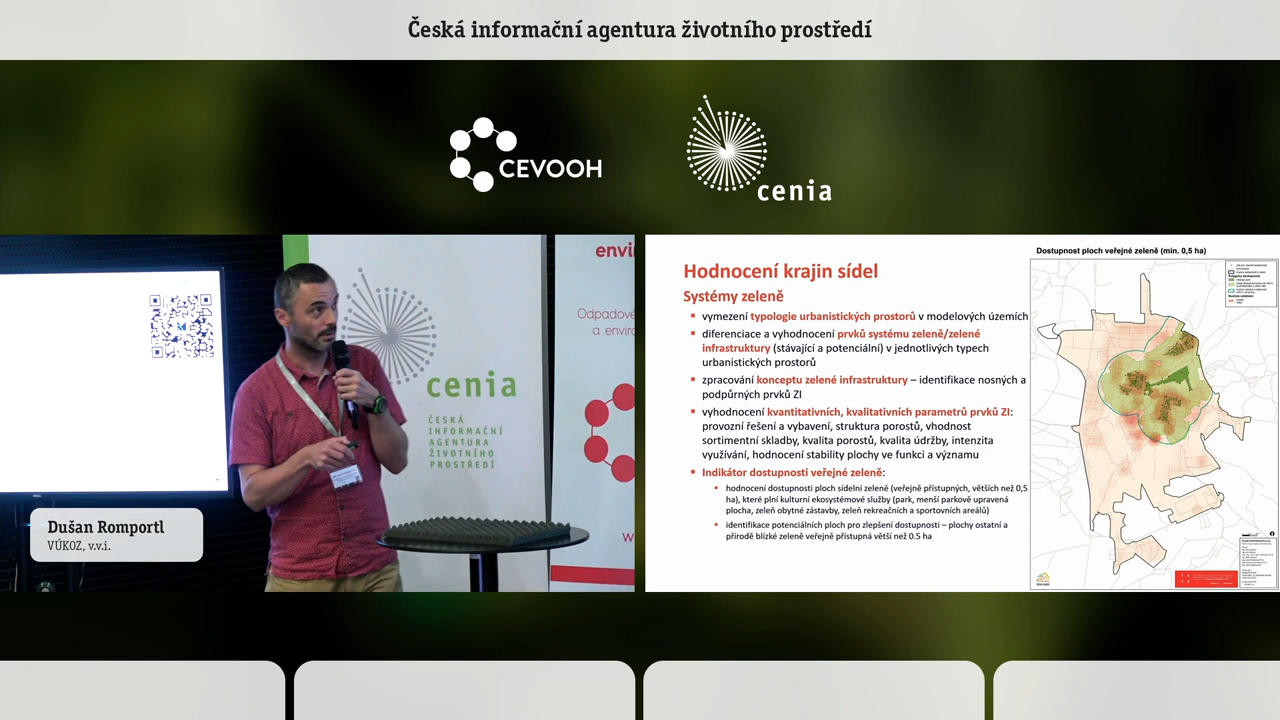 Česká informační agentura životního prostředí
CEVOOH
cenia
envi
Odpadové
a enviro
cenia
ČESKÁ
INFORMAČNÍ
AGENTURA
ŽIVOTNÍHO
PROSTŘEDÍ
w
Dušan Romportl
VÚKOZ, v.v.i.
Hodnocení krajin sídel
Systémy zeleně
▪ vymezení typologie urbanistických prostorů v modelových územích
▪ diferenciace a vyhodnocení prvků systému zeleně/zelené
infrastruktury (stávající a potenciální) v jednotlivých typech
urbanistických prostorů
▪ zpracování konceptu zelené infrastruktury – identifikace nosných a
podpůrných prvků ZI
▪ vyhodnocení kvantitativních, kvalitativních parametrů prvků ZI:
provozní řešení a vybavení, struktura porostů, vhodnost
sortimentní skladby, kvalita porostů, kvalita údržby, intenzita
využívání, hodnocení stability plochy ve funkci a významu
▪ Indikátor dostupnosti veřejné zeleně:
▪ hodnocení dostupnosti ploch sídelní zeleně (veřejně přístupných, větších než 0,5
ha), které plní kulturní ekosystémové služby (park, menší parkově upravená
plocha, zeleň obytné zástavby, zeleň rekreačních a sportovních areálů)
▪ identifikace potenciálních ploch pro zlepšení dostupnosti – plochy ostatní a
přírodě blízké zeleně veřejně přístupná větší než 0.5 ha
Dostupnost ploch veřejné zeleně (min. 0,5 ha)